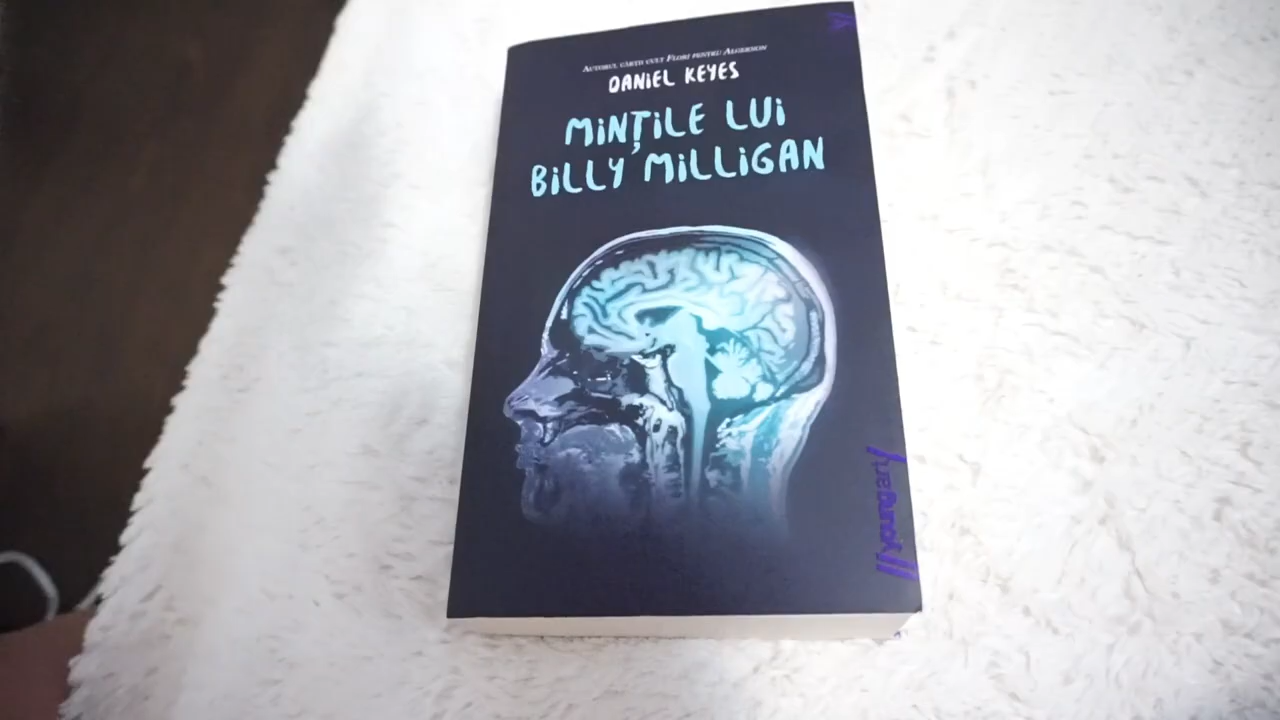 AUTORUL CĂRȚII CULT FLORI PENTRU ALGERNON
DANIEL KEYES
MINȚILE LUI
BILLY MILLIGAN
youngart